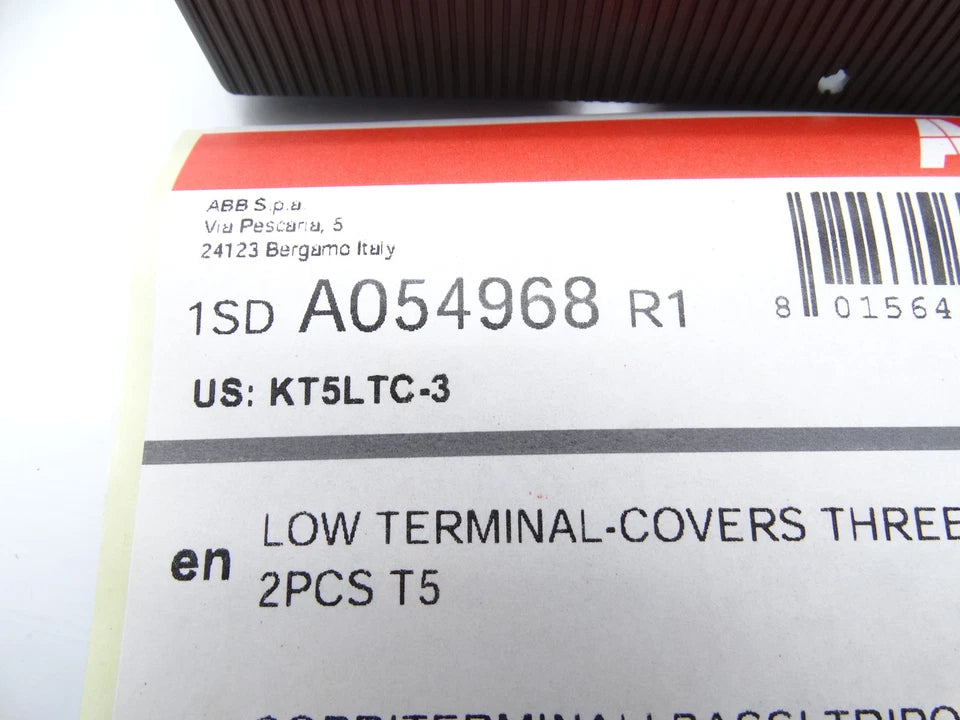 ABB S.p.a.
Via Pescaria, 5
24123 Bergamo Italy
1SD A054968 R1
8 01564
US: KT5LTC-3
LOW TERMINAL-COVERS THREE
en
2PCS T5